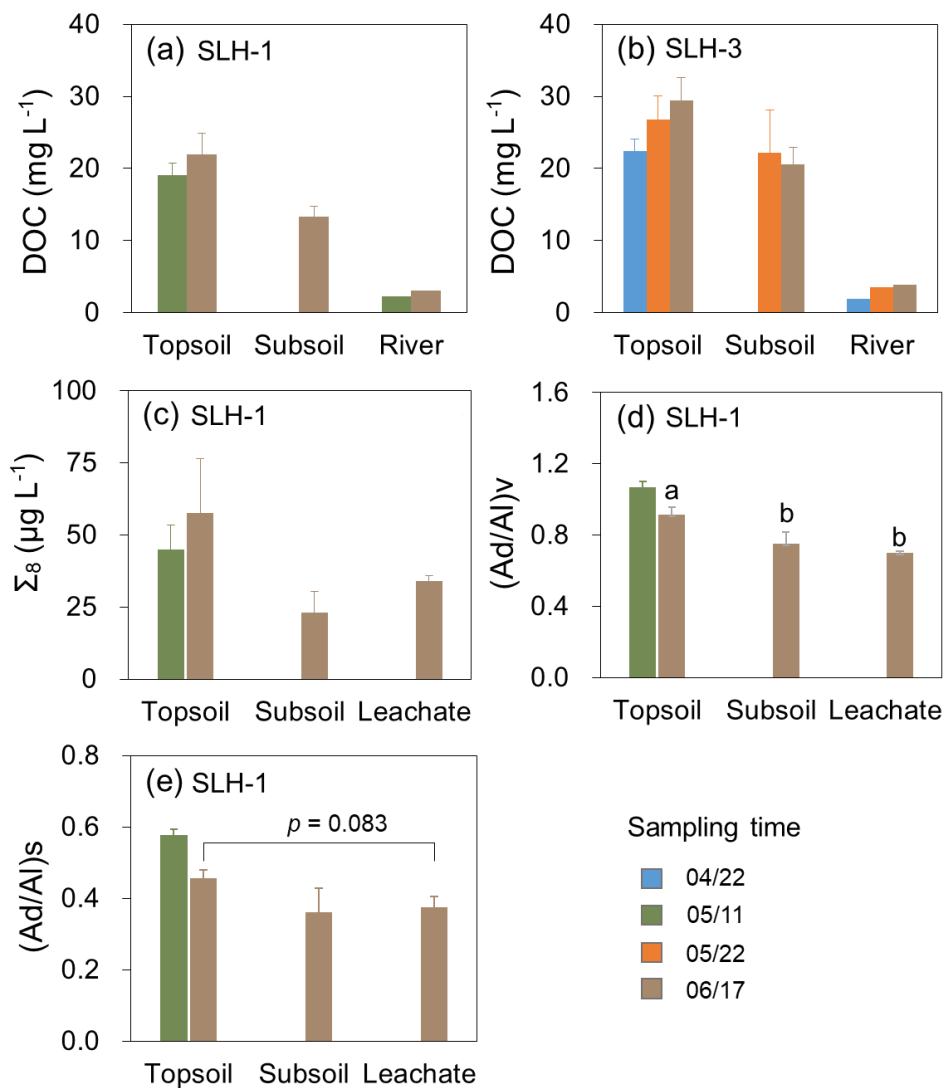 (a) SLH-1
DOC (mg L⁻¹)
40
30
20
10
0
Topsoil Subsoil River
(b) SLH-3
DOC (mg L⁻¹)
40
30
20
10
0
Topsoil Subsoil River
(c) SLH-1
Σ₈ (µg L⁻¹)
100
75
50
25
0
Topsoil Subsoil Leachate
(d) SLH-1
(Ad/Al)v
1.6
1.2
0.8
0.4
0.0
a
b
b
Topsoil Subsoil Leachate
(e) SLH-1
(Ad/Al)s
0.8
0.6
0.4
0.2
0.0
p = 0.083
Topsoil Subsoil Leachate
Sampling time
04/22
05/11
05/22
06/17